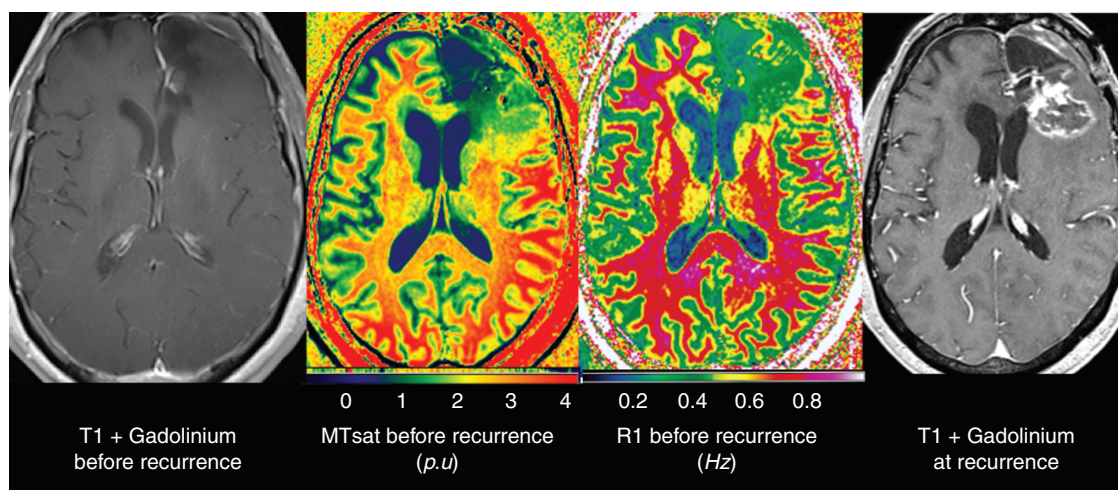 0 1 2 3 4
0.2 0.4 0.6 0.8
T1 + Gadolinium
before recurrence
MTsat before recurrence
(p.u)
R1 before recurrence
(Hz)
T1 + Gadolinium
at recurrence